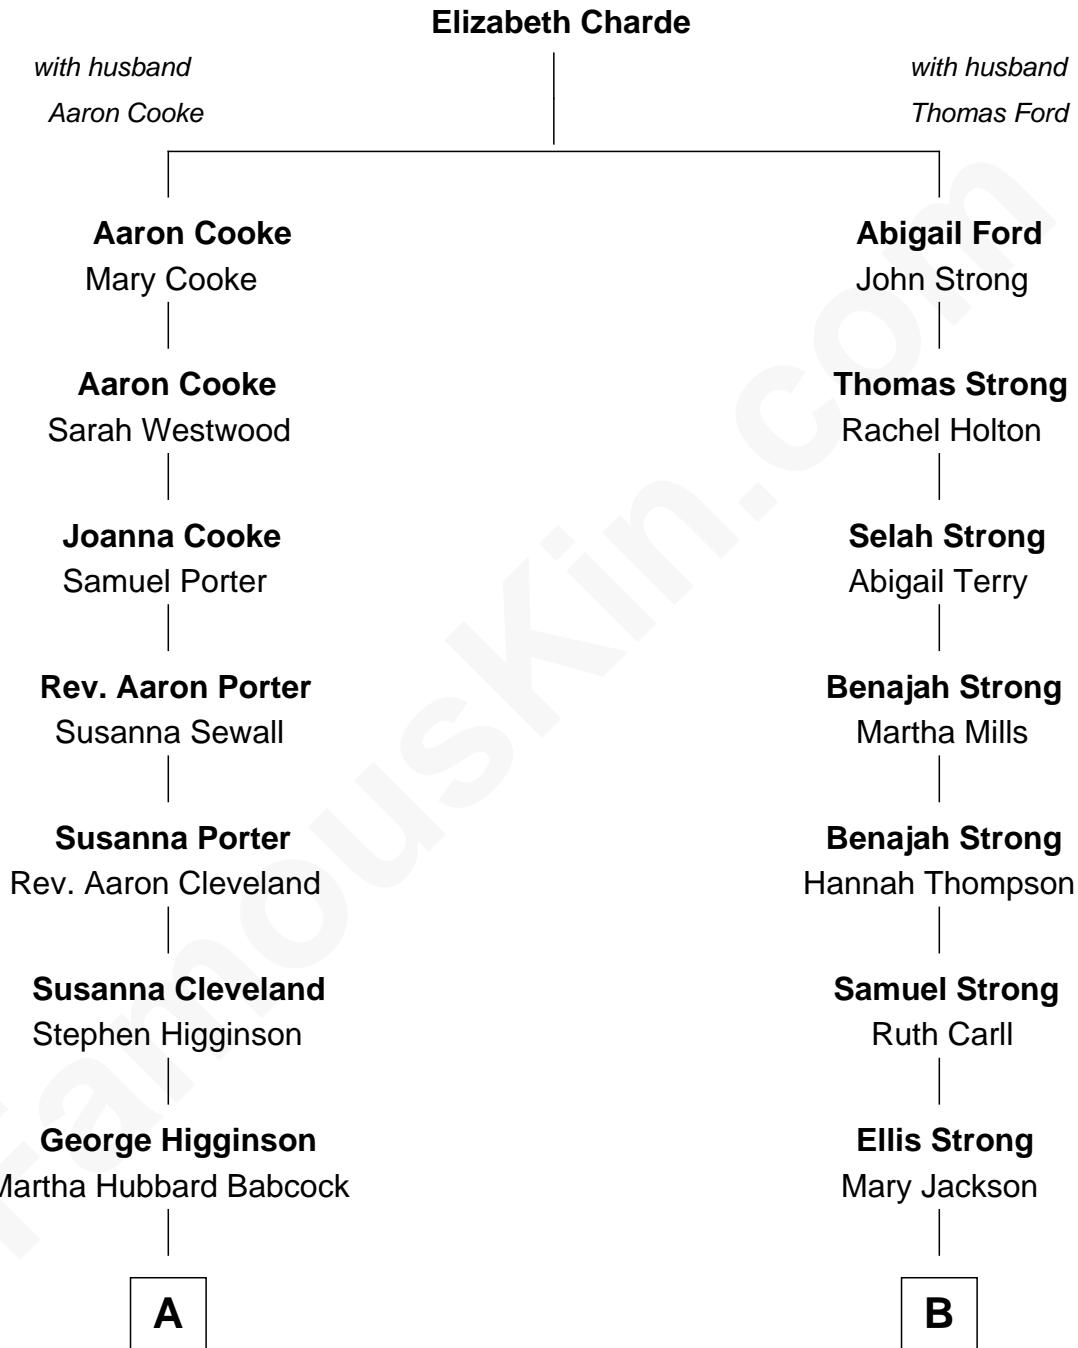 Elizabeth Charde
with husband
Aaron Cooke
with husband
Thomas Ford
Aaron Cooke
Mary Cooke
Abigail Ford
John Strong
Aaron Cooke
Sarah Westwood
Thomas Strong
Rachel Holton
Joanna Cooke
Samuel Porter
Selah Strong
Abigail Terry
Rev. Aaron Porter
Susanna Sewall
Benajah Strong
Martha Mills
Susanna Porter
Rev. Aaron Cleveland
Benajah Strong
Hannah Thompson
Susanna Cleveland
Stephen Higginson
Samuel Strong
Ruth Carll
George Higginson
Martha Hubbard Babcock
Ellis Strong
Mary Jackson
A
B
FamousKin.com